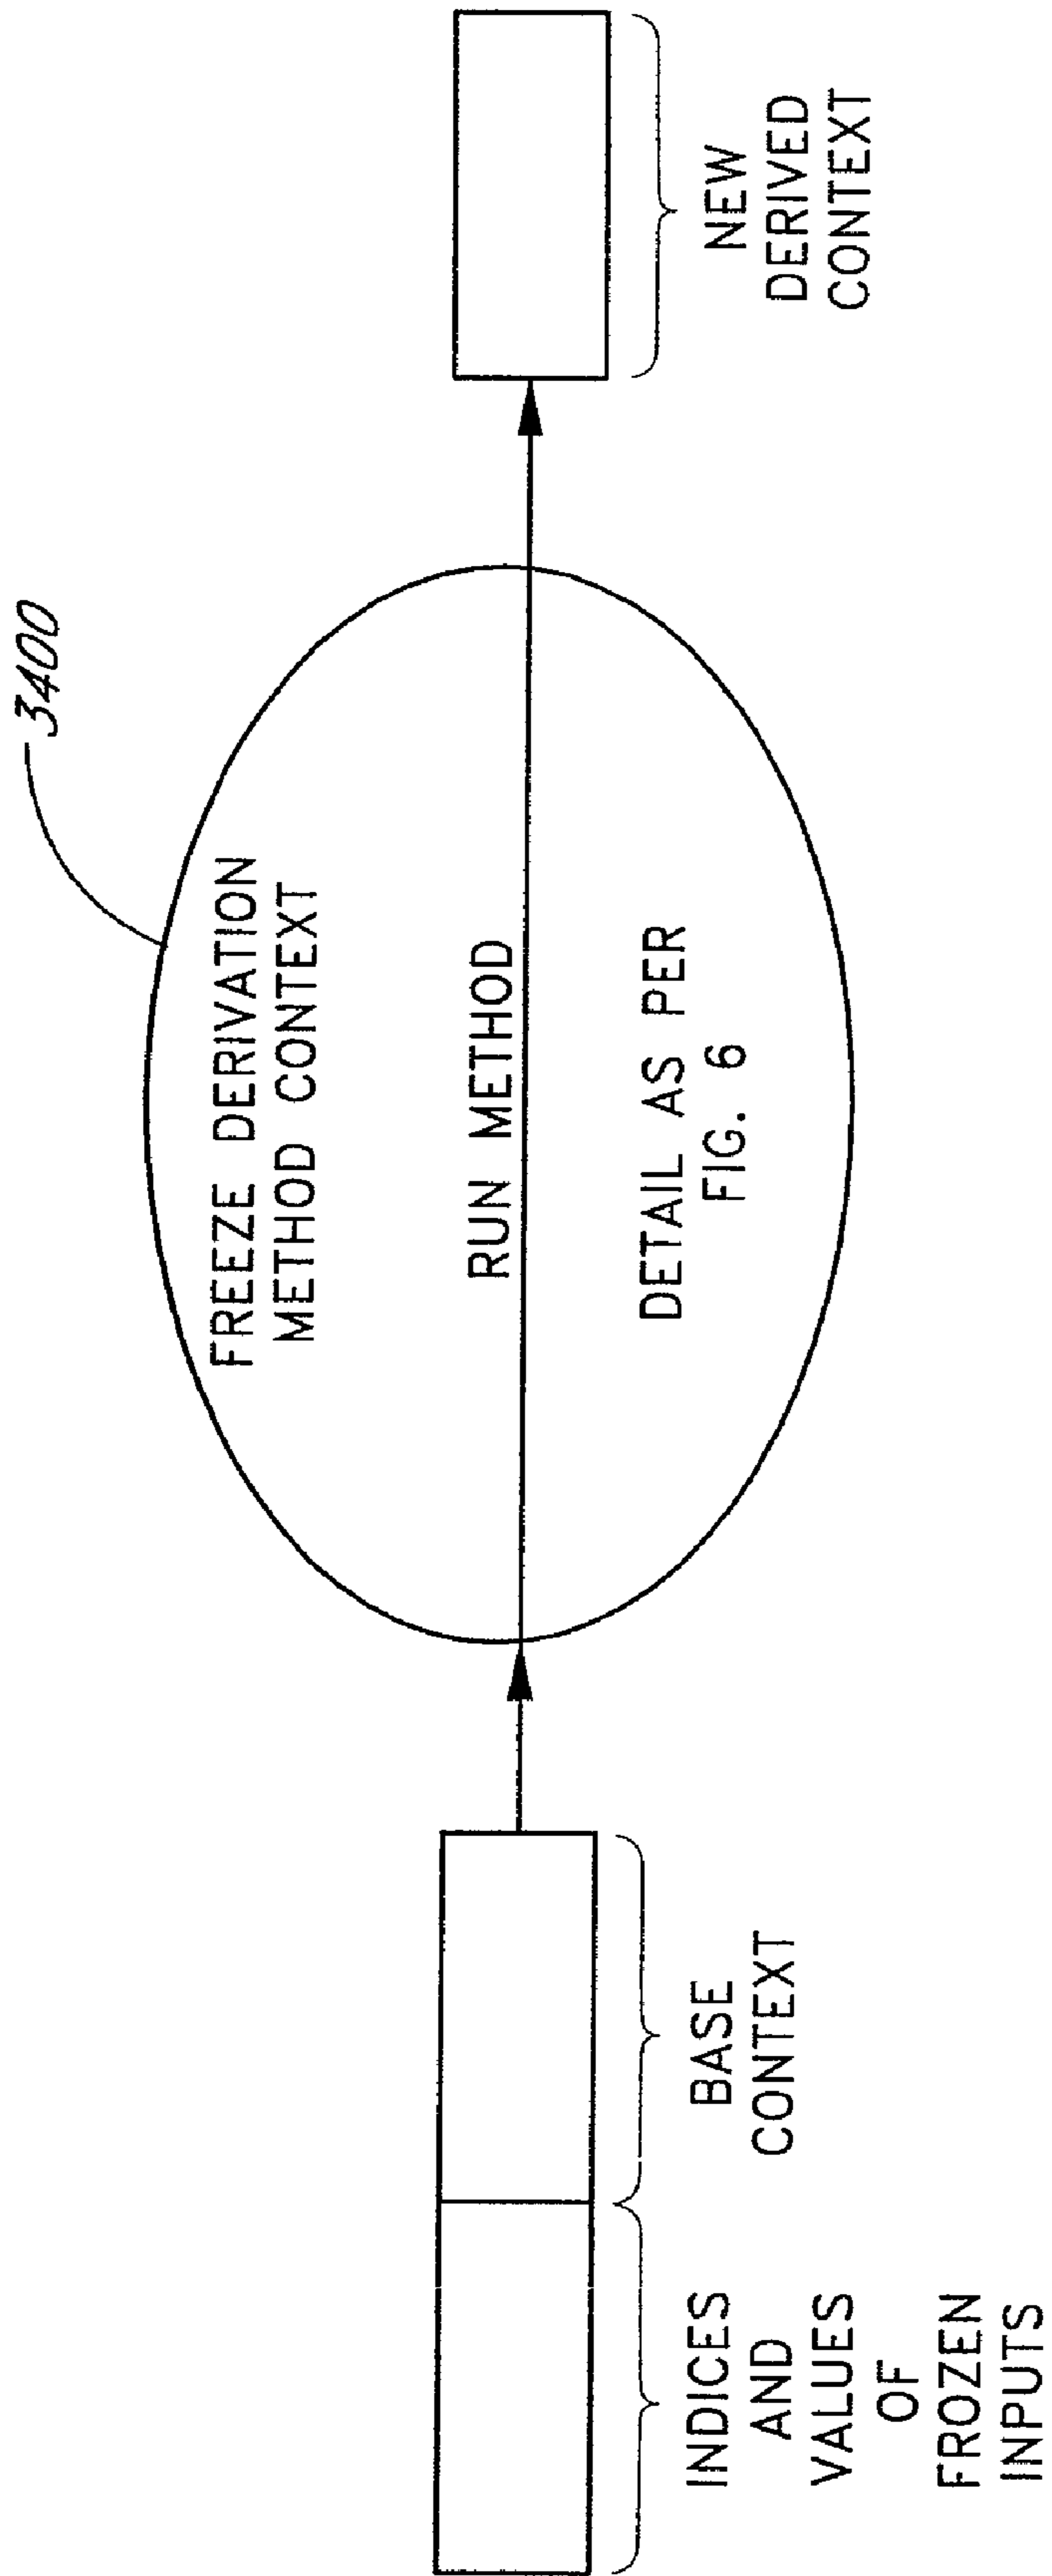 3400
FREEZE DERIVATION
METHOD CONTEXT
RUN METHOD
DETAIL AS PER
FIG. 6
INDICES
AND
VALUES
OF
FROZEN
INPUTS
BASE
CONTEXT
NEW
DERIVED
CONTEXT